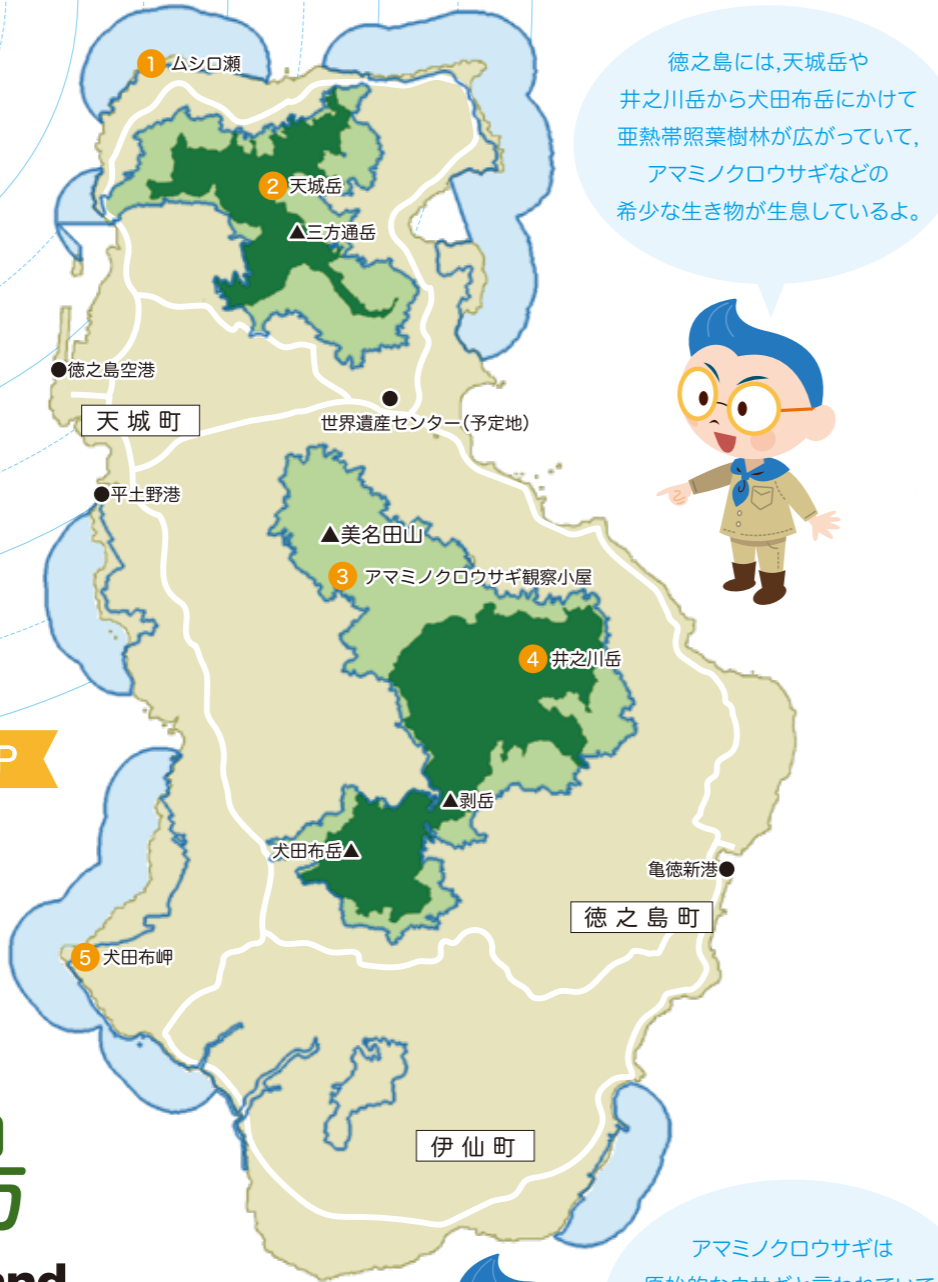 1 ムシロ瀬
徳之島には,天城岳や
井之川岳から犬田布岳にかけて
亜熱帯照葉樹林が広がっていて,
アマミノクロウサギなどの
希少な生き物が生息しているよ。
2 天城岳
▲三方通岳
●徳之島空港
天城町
世界遺産センター(予定地)
●平土野港
▲美名田山
3 アマミノクロウサギ観察小屋
4 井之川岳
P
▲剥岳
犬田布岳▲
亀徳新港●
徳之島町
5 犬田布岬
伊仙町
アマミノクロウサギは